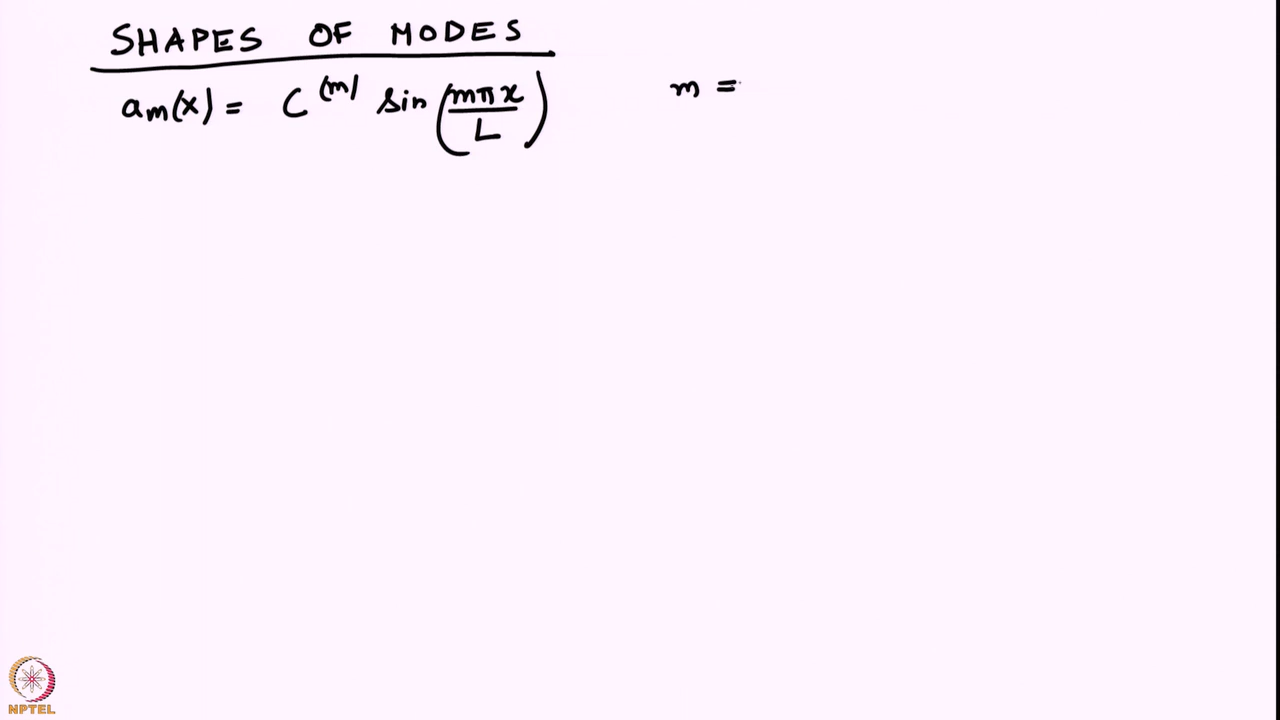 SHAPES OF MODES
am(x) = C^(m) sin(mπx/L)    m =
NPTEL